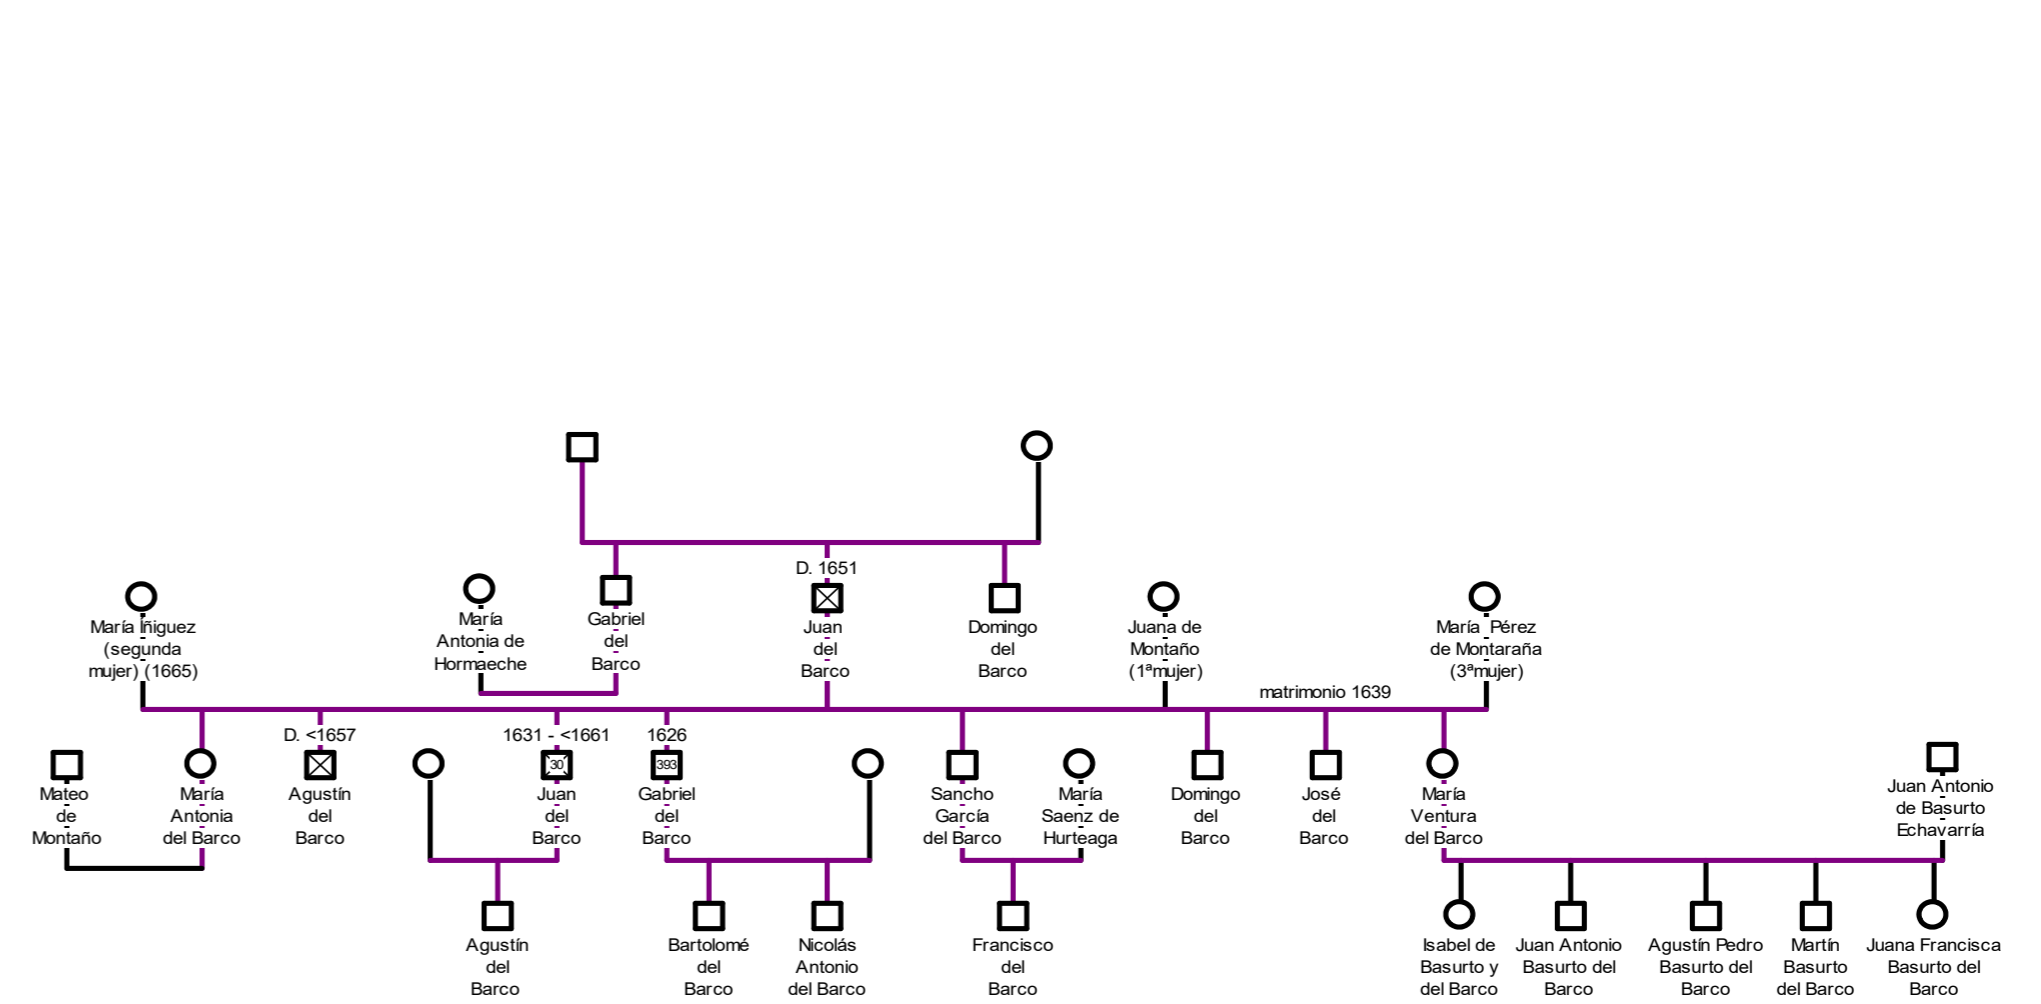 D. 1651
María Íñiguez
(segunda
mujer) (1665)
María
Antonia de
Hormaeche
Gabriel
del
Barco
Juan
del
Barco
Domingo
del
Barco
Juana de
Montaño
(1ªmujer)
María Pérez
de Montaraña
(3ªmujer)
matrimonio 1639
D. <1657
1631 - <1661
1626
30
393
Mateo
de
Montaño
María
Antonia
del Barco
Agustín
del
Barco
Juan
del
Barco
Gabriel
del
Barco
Sancho
García
del Barco
María
Saenz de
Hurteaga
Domingo
del
Barco
José
del
Barco
María
Ventura
del Barco
Juan Antonio
de Basurto
Echavarría
Agustín
del
Barco
Bartolomé
del
Barco
Nicolás
Antonio
del Barco
Francisco
del
Barco
Isabel de
Basurto y
del Barco
Juan Antonio
Basurto del
Barco
Agustín Pedro
Basurto del
Barco
Martín
Basurto
del Barco
Juana Francisca
Basurto del
Barco